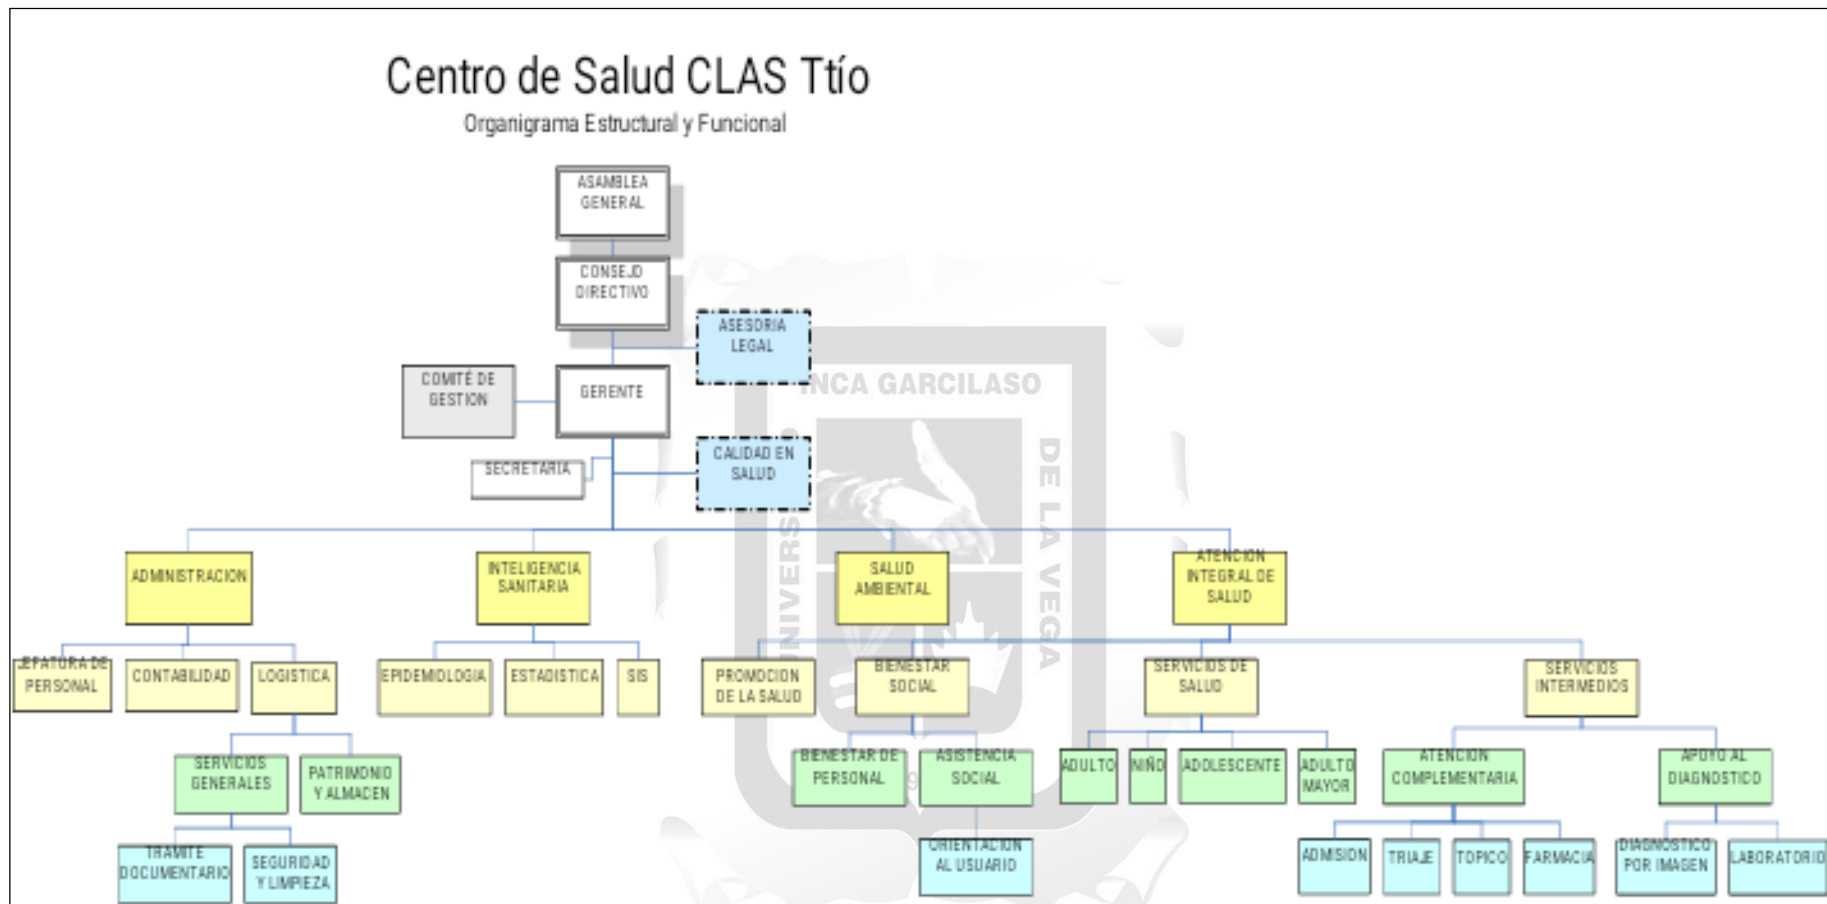 Centro de Salud CLAS Ttío
Organigrama Estructural y Funcional
ASAMBLEA
GENERAL
CONSEJO
DIRECTIVO
ASESORIA
LEGAL
COMITÉ DE
GESTION
GERENTE
INCA GARCILASO
SECRETARIA
CALIDAD EN
SALUD
DE LA VEGA
ADMINISTRACION
INTELIGENCIA
SANITARIA
SALUD
AMBIENTAL
ATENCION
INTEGRAL DE
SALUD
JEFATURA DE
PERSONAL
CONTABILIDAD
LOGISTICA
EPIDEMIOLOGIA
ESTADISTICA
SIS
PROMOCION
DE LA SALUD
BIENESTAR
SOCIAL
SERVICIOS DE
SALUD
SERVICIOS
INTERMEDIOS
SERVICIOS
GENERALES
PATRIMONIO
Y ALMACEN
BIENESTAR DE
PERSONAL
ASISTENCIA
SOCIAL
ADULTO
NIÑO
ADOLESCENTE
ADULTO
MAYOR
ATENCION
COMPLEMENTARIA
APOYO AL
DIAGNOSTICO
TRAMITE
DOCUMENTARIO
SEGURIDAD
Y LIMPIEZA
ORIENTACION
AL USUARIO
ADMISION
TRIAJE
TOPICO
FARMACIA
DIAGNOSTICO
POR IMAGEN
LABORATORIO